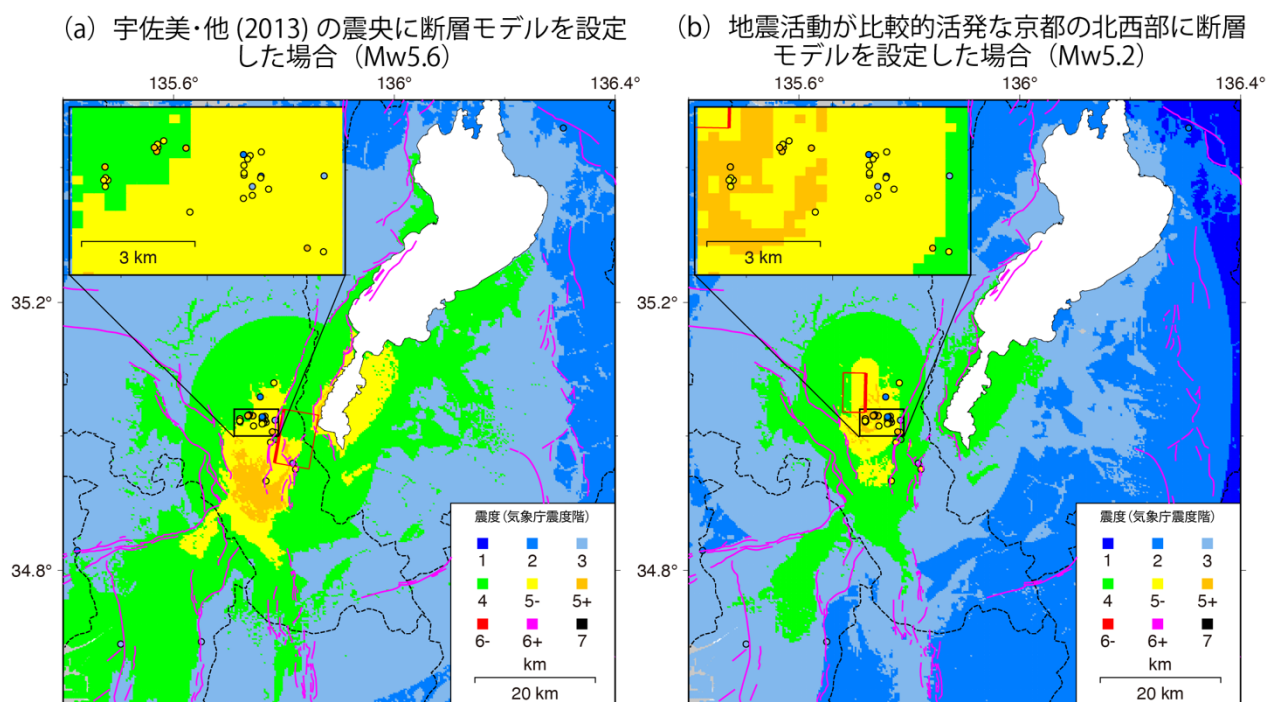 (a) 宇佐美・他 (2013) の震央に断層モデルを設定
した場合（Mw5.6）
135.6°
136°
136.4°
3 km
35.2°
34.8°
震度（気象庁震度階）
1
2
3
4
5-
5+
6-
6+
7
km
20 km
(b) 地震活動が比較的活発な京都の北西部に断層
モデルを設定した場合（Mw5.2）
135.6°
136°
136.4°
3 km
35.2°
34.8°
震度（気象庁震度階）
1
2
3
4
5-
5+
6-
6+
7
km
20 km